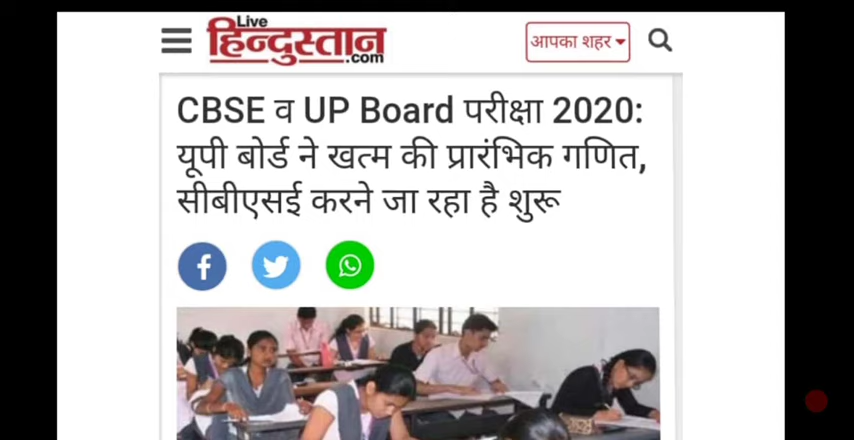 Live
हिन्दुस्तान
.com
आपका शहर
CBSE व UP Board परीक्षा 2020:
यूपी बोर्ड ने खत्म की प्रारंभिक गणित,
सीबीएसई करने जा रहा है शुरू